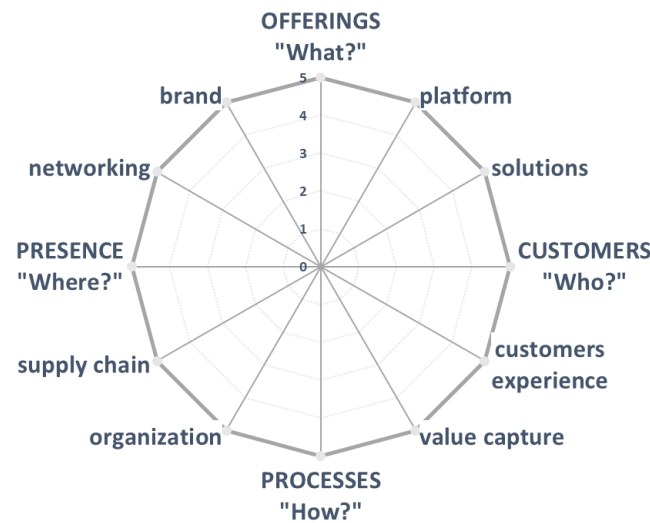 OFFERINGS
"What?"
brand
platform
networking
solutions
5
4
3
2
1
0
PRESENCE
"Where?"
CUSTOMERS
"Who?"
supply chain
customers
experience
organization
value capture
PROCESSES
"How?"